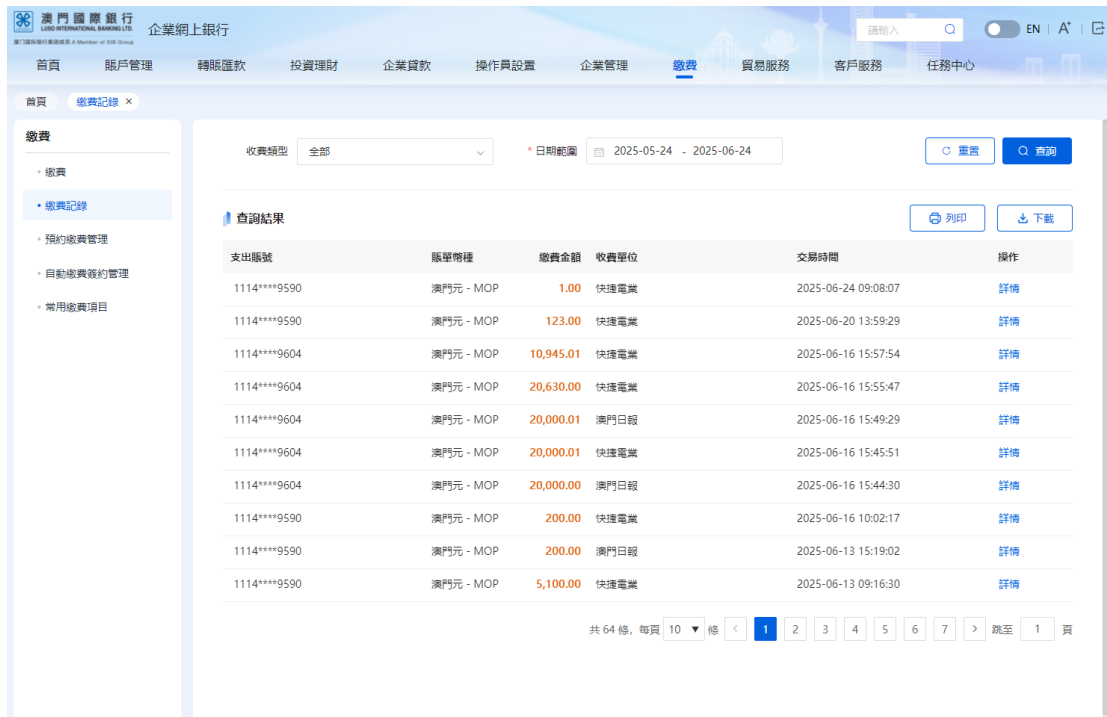 澳門國際銀行 企業網上銀行
LUSO INTERNATIONAL BANKING LTD.
A Member of XIB Group
請輸入 EN | A+
首頁 賬戶管理 轉賬匯款 投資理財 企業貸款 操作員設置 企業管理 繳費 貿易服務 客戶服務 任務中心
首頁 繳費記錄 ×
繳費
繳費
繳費記錄
預約繳費管理
自動繳費簽約管理
常用繳費項目
收費類型 全部 * 日期範圍 2025-05-24 - 2025-06-24 重置 查詢
查詢結果 列印 下載
支出賬號 賬單幣種 繳費金額 收費單位 交易時間 操作
1114****9590 澳門元 - MOP 1.00 快捷電業 2025-06-24 09:08:07 詳情
1114****9590 澳門元 - MOP 123.00 快捷電業 2025-06-20 13:59:29 詳情
1114****9604 澳門元 - MOP 10,945.01 快捷電業 2025-06-16 15:57:54 詳情
1114****9604 澳門元 - MOP 20,630.00 快捷電業 2025-06-16 15:55:47 詳情
1114****9604 澳門元 - MOP 20,000.01 澳門日報 2025-06-16 15:49:29 詳情
1114****9604 澳門元 - MOP 20,000.01 快捷電業 2025-06-16 15:45:51 詳情
1114****9604 澳門元 - MOP 20,000.00 澳門日報 2025-06-16 15:44:30 詳情
1114****9590 澳門元 - MOP 200.00 快捷電業 2025-06-16 10:02:17 詳情
1114****9590 澳門元 - MOP 200.00 澳門日報 2025-06-13 15:19:02 詳情
1114****9590 澳門元 - MOP 5,100.00 快捷電業 2025-06-13 09:16:30 詳情
共 64 條, 每頁 10 ▼ 條 < 1 2 3 4 5 6 7 > 跳至 1 頁